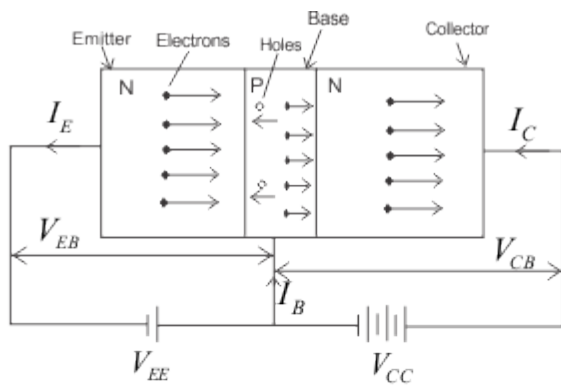 Emitter Electrons Holes Base Collector
N P N
I_E I_C
V_EB V_CB
I_B
V_EE V_CC